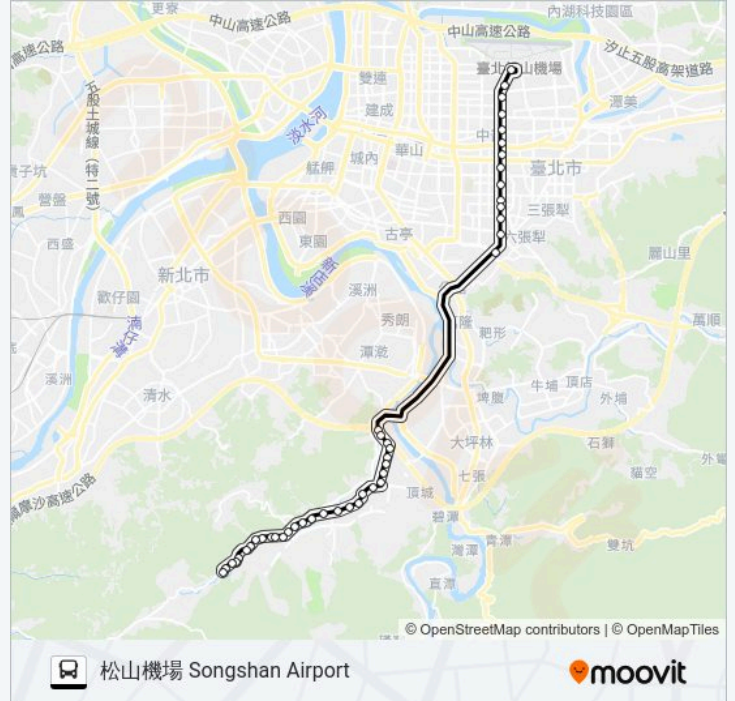 更寮
中山高速公路
內湖科技園區
中山高速公路
高速公路
汐止五股高架道路
雙連
臺北
山機場
五股土城線(特二號)
建成
潭美
淡水河
中
城內
華山
艋舺
臺北市
子坑
營盤
三張犁
鳳
西園
古亭
六張犁
西盛
東園
新北市
新店溪
麗山里
溪洲
歡仔園
秀朗
隆
萬順
湳仔溝
肥形
潭墘
溪洲
清水
牛埔
頂店
埤腹
外埔
大坪林
石獅
七張
貓空
摩沙高速公路
頂城
碧潭
青潭
灣潭
雙坑
直潭
© OpenStreetMap contributors | © OpenMapTiles
松山機場 Songshan Airport
moovit